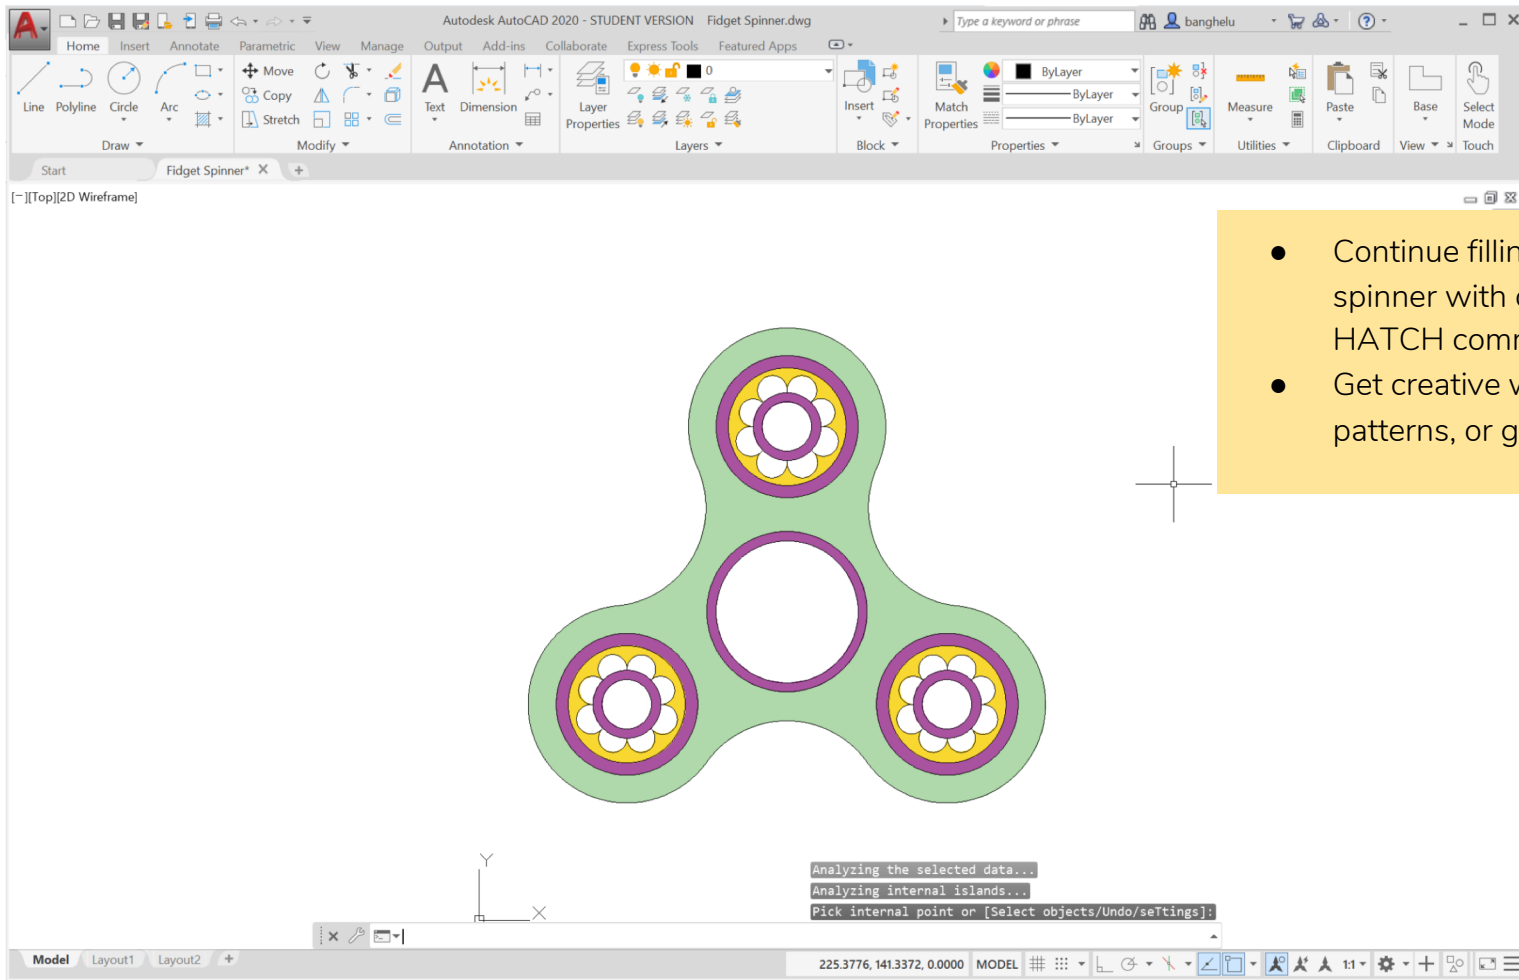 Autodesk AutoCAD 2020 - STUDENT VERSION Fidget Spinner.dwg
Type a keyword or phrase
banghelu
Home Insert Annotate Parametric View Manage Output Add-ins Collaborate Express Tools Featured Apps
Line Polyline Circle Arc
Move
Copy
Stretch
Text Dimension
Layer Properties
0
Insert
Match Properties
ByLayer
ByLayer
ByLayer
Group
Measure
Paste
Base
Select Mode
Draw Modify Annotation Layers Block Properties Groups Utilities Clipboard View Touch
Start Fidget Spinner*
[−][Top][2D Wireframe]
Continue
spinner with
HATCH
Get creative
patterns, or
Y
X
Analyzing the selected data...
Analyzing internal islands...
Pick internal point or [Select objects/Undo/seTtings]:
Model Layout1 Layout2 +
225.3776, 141.3372, 0.0000 MODEL 1:1